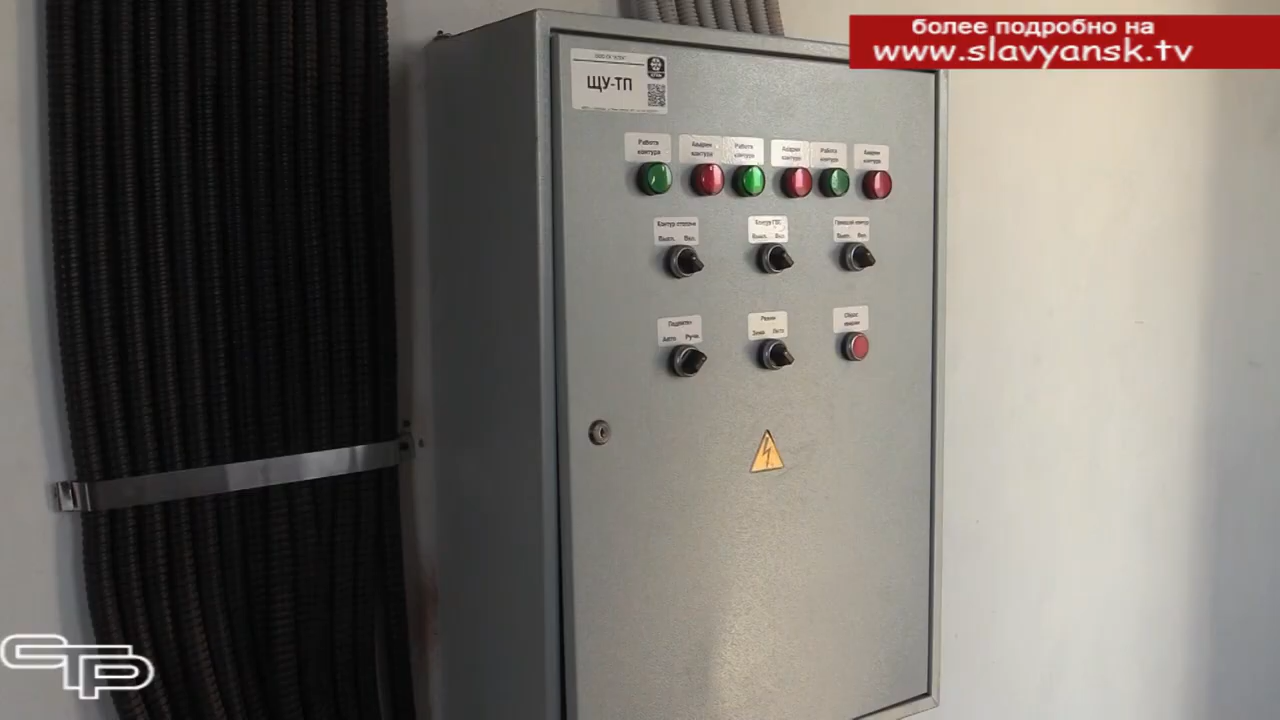 более подробно на
www.slavyansk.tv
ЩУ-ТП
Работа
контура
Авария
контура
Работа
контура
Авария
контура
Работа
контура
Авария
контура
Контур отопления
Выкл. Вкл.
Контур ГВС
Выкл. Вкл.
Выкл. Вкл.
Авто Ручн
Режим
Зима Лето
Сброс
аварии
СТР